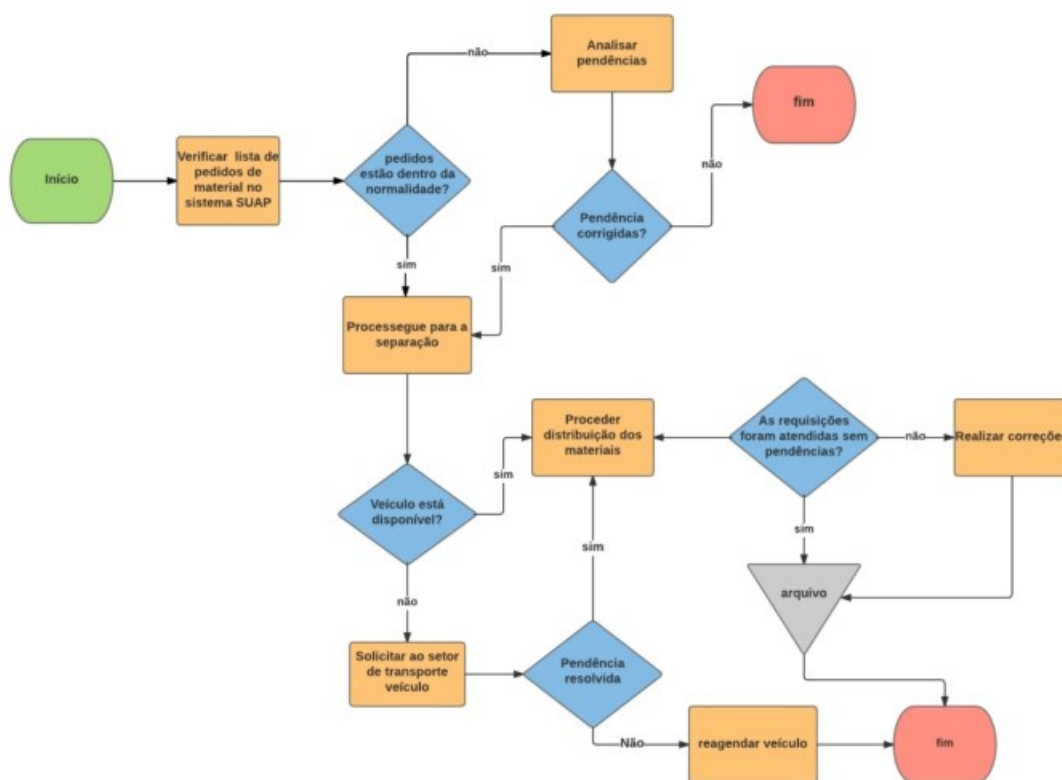 não
Analisar
pendências
fim
Início
Verificar lista de
pedidos de
material no
sistema SUAP
pedidos
estão dentro da
normalidade?
não
Pendência
corrigidas?
sim
sim
Processegue para a
separação
Proceder
distribuição dos
materiais
As requisições
foram atendidas sem
pendências?
não
Realizar correções
sim
Veículo está
disponível?
sim
sim
arquivo
não
Solicitar ao setor
de transporte
veículo
Pendência
resolvida
Não
reagendar veículo
fim